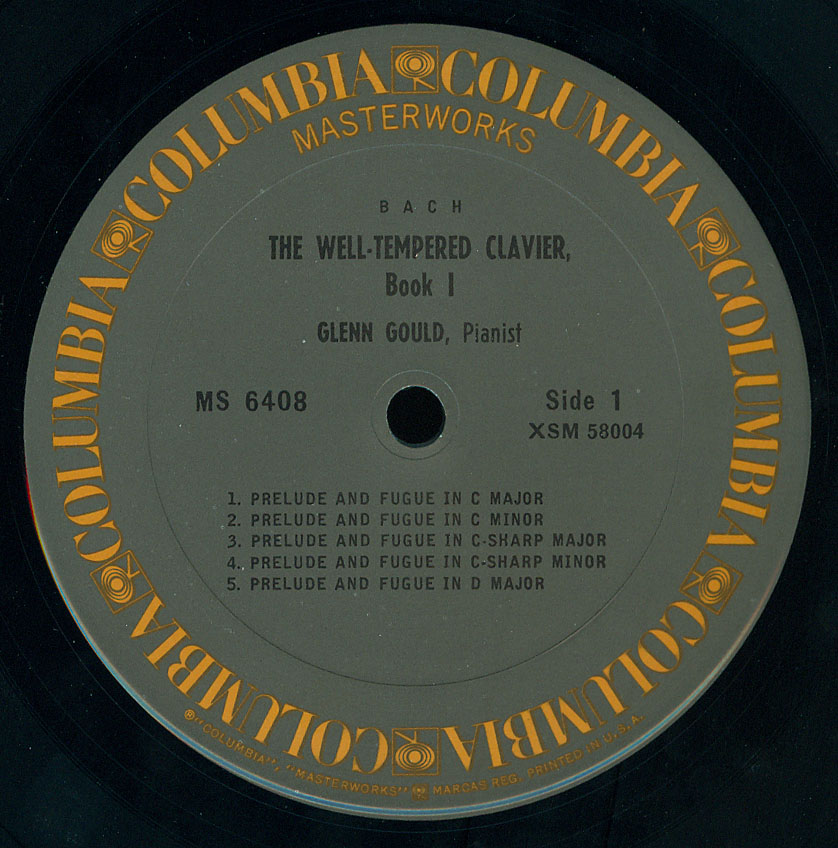 COLUMBIA COLUMBIA COLUMBIA COLUMBIA COLUMBIA COLUMBIA COLUMBIA COLUMBIA
MASTERWORKS
BACH
THE WELL-TEMPERED CLAVIER,
Book I
GLENN GOULD, Pianist
MS 6408
Side 1
XSM 58004
1. PRELUDE AND FUGUE IN C MAJOR
2. PRELUDE AND FUGUE IN C MINOR
3. PRELUDE AND FUGUE IN C-SHARP MAJOR
4. PRELUDE AND FUGUE IN C-SHARP MINOR
5. PRELUDE AND FUGUE IN D MAJOR
®"COLUMBIA", "MASTERWORKS" MARCAS REG. PRINTED IN U.S.A.